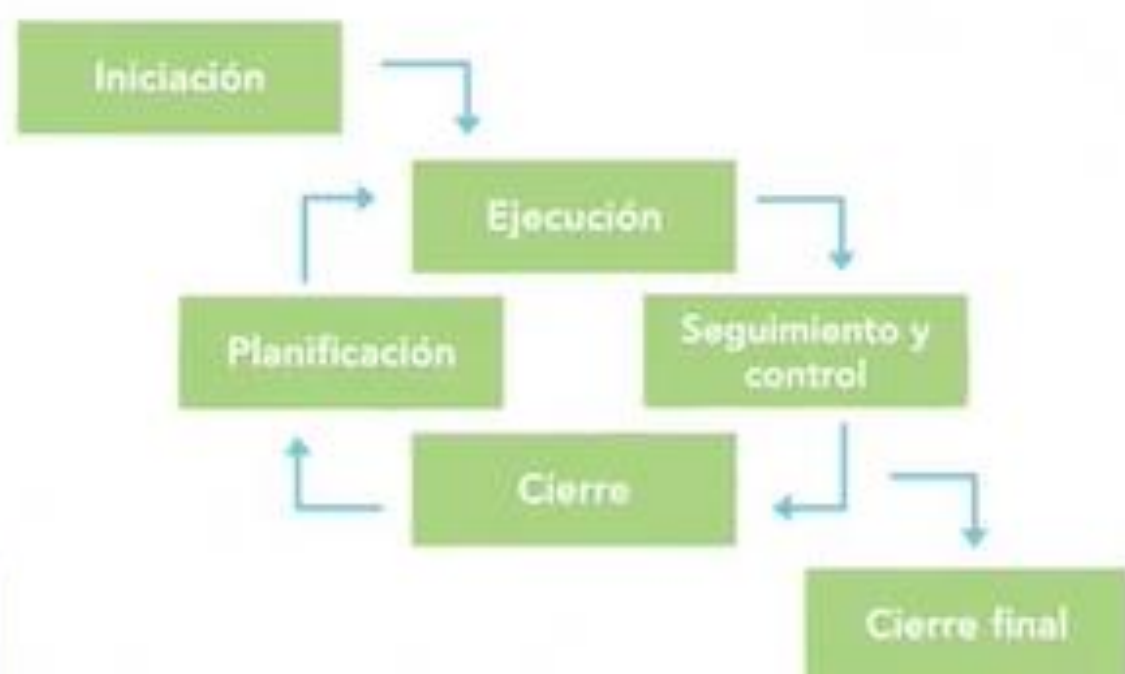 Iniciación
Ejecución
Planificación
Seguimiento y
control
Cierre
Cierre final